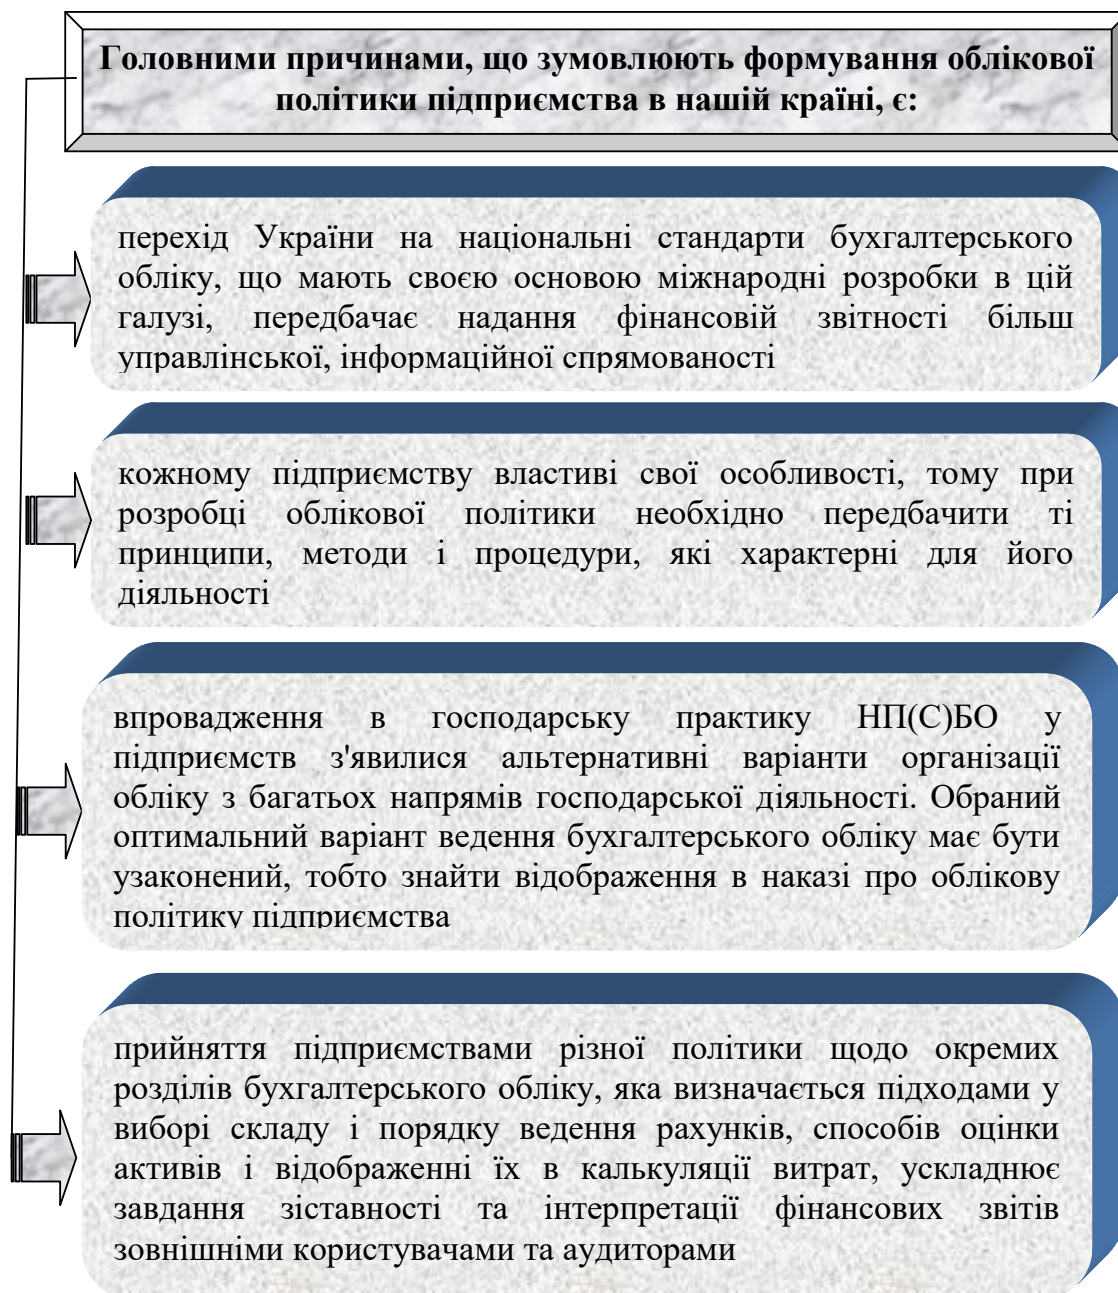 Головними причинами, що зумовлюють формування облікової
політики підприємства в нашій країні, є:
перехід України на національні стандарти бухгалтерського
обліку, що мають своєю основою міжнародні розробки в цій
галузі, передбачає надання фінансовій звітності більш
управлінської, інформаційної спрямованості
кожному підприємству властиві свої особливості, тому при
розробці облікової політики необхідно передбачити ті
принципи, методи і процедури, які характерні для його
діяльності
впровадження в господарську практику НП(С)БО у
підприємств з'явилися альтернативні варіанти організації
обліку з багатьох напрямів господарської діяльності. Обраний
оптимальний варіант ведення бухгалтерського обліку має бути
узаконений, тобто знайти відображення в наказі про облікову
політику підприємства
прийняття підприємствами різної політики щодо окремих
розділів бухгалтерського обліку, яка визначається підходами у
виборі складу і порядку ведення рахунків, способів оцінки
активів і відображенні їх в калькуляції витрат, ускладнює
завдання зіставності та інтерпретації фінансових звітів
зовнішніми користувачами та аудиторами